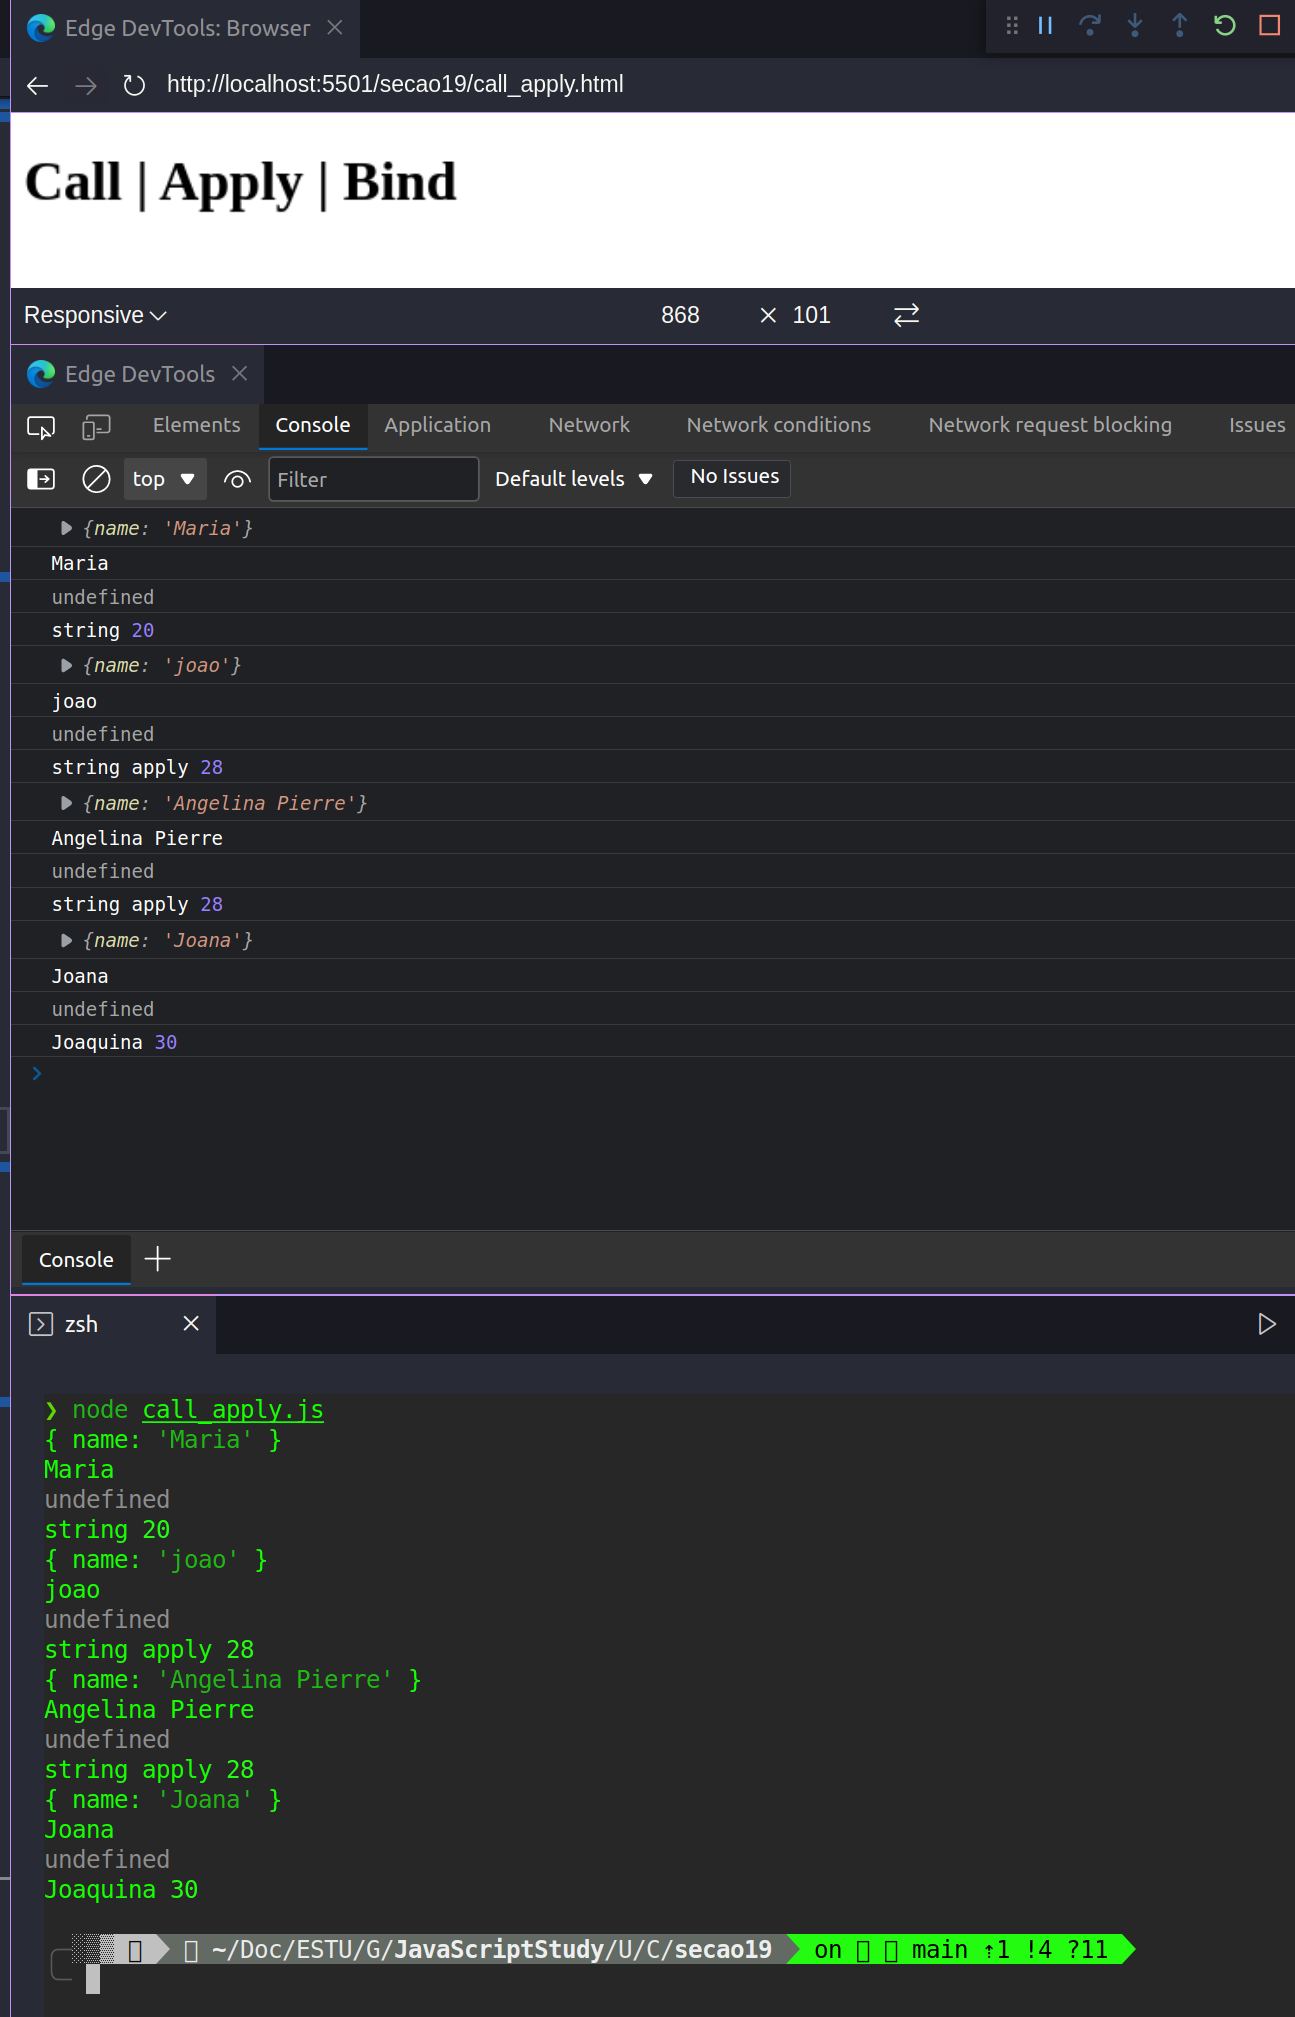 Edge DevTools: Browser
http://localhost:5501/secao19/call_apply.html
Call | Apply | Bind
Responsive 868 × 101
Edge DevTools
Elements Console Application Network Network conditions Network request blocking Issues
top Filter Default levels No Issues
{name: 'Maria'}
Maria
undefined
string 20
{name: 'joao'}
joao
undefined
string apply 28
{name: 'Angelina Pierre'}
Angelina Pierre
undefined
string apply 28
{name: 'Joana'}
Joana
undefined
Joaquina 30
Console
zsh
❯ node call_apply.js
{ name: 'Maria' }
Maria
undefined
string 20
{ name: 'joao' }
joao
undefined
string apply 28
{ name: 'Angelina Pierre' }
Angelina Pierre
undefined
string apply 28
{ name: 'Joana' }
Joana
undefined
Joaquina 30
~/Doc/ESTU/G/JavaScriptStudy/U/C/secao19 on main ⇡1 !4 ?11